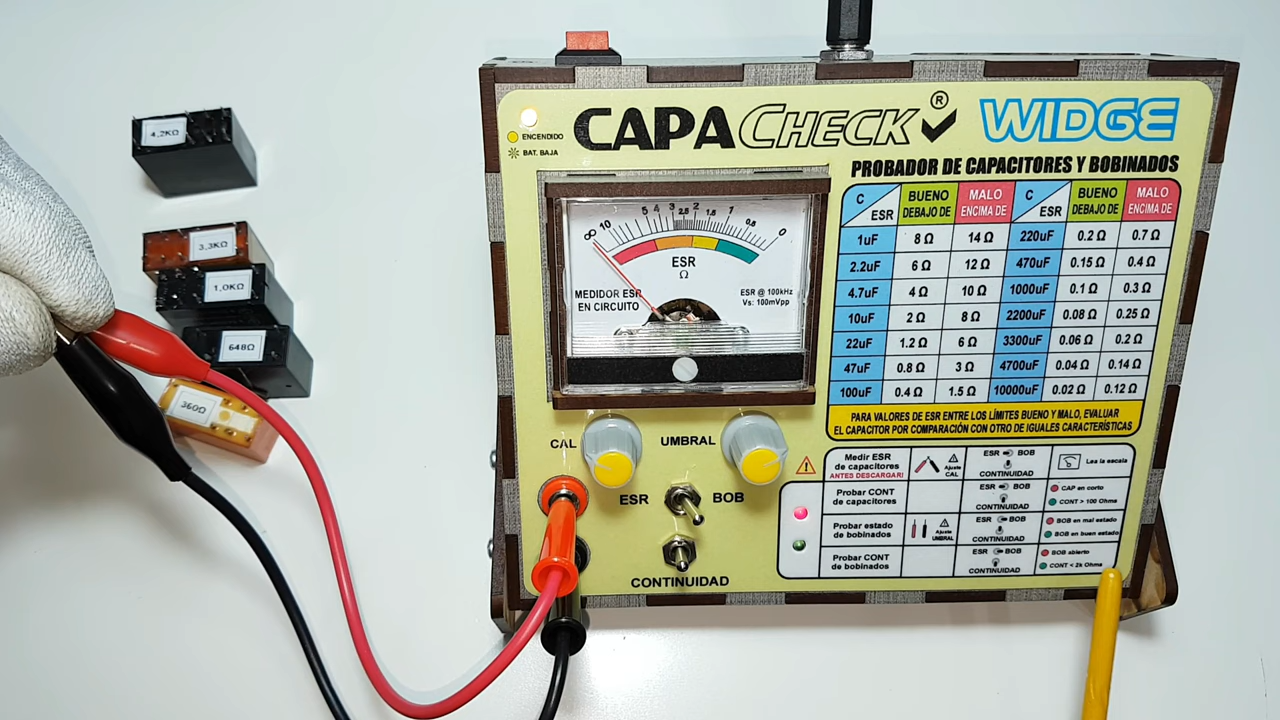 4,2KΩ
3,3KΩ
1,0KΩ
648Ω
360Ω
CAPACHECK ® WIDGE
ENCENDIDO
BAT. BAJA
PROBADOR DE CAPACITORES Y BOBINADOS
∞ 10 5 4 3 2.5 2 1.5 1 0.5 0
ESR
Ω
MEDIDOR ESR
EN CIRCUITO
ESR @ 100kHz
Vs: 100mVpp
C ESR BUENO DEBAJO DE MALO ENCIMA DE C ESR BUENO DEBAJO DE MALO ENCIMA DE
1uF 8 Ω 14 Ω 220uF 0.2 Ω 0.7 Ω
2.2uF 6 Ω 12 Ω 470uF 0.15 Ω 0.4 Ω
4.7uF 4 Ω 10 Ω 1000uF 0.1 Ω 0.3 Ω
10uF 2 Ω 8 Ω 2200uF 0.08 Ω 0.25 Ω
22uF 1.2 Ω 6 Ω 3300uF 0.06 Ω 0.2 Ω
47uF 0.8 Ω 3 Ω 4700uF 0.04 Ω 0.14 Ω
100uF 0.4 Ω 1.5 Ω 10000uF 0.02 Ω 0.12 Ω
PARA VALORES DE ESR ENTRE LOS LÍMITES BUENO Y MALO, EVALUAR
EL CAPACITOR POR COMPARACIÓN CON OTRO DE IGUALES CARACTERÍSTICAS
CAL
UMBRAL
ESR
BOB
CONTINUIDAD
Medir ESR
de capacitores
ANTES DESCARGAR!
Ajuste
CAL
ESR BOB
CONTINUIDAD
Lea la escala
Probar CONT
de capacitores
ESR BOB
CONTINUIDAD
CAP en corto
CONT > 100 Ohms
Probar estado
de bobinados
Ajuste
UMBRAL
ESR BOB
CONTINUIDAD
BOB en mal estado
BOB en buen estado
Probar CONT
de bobinados
ESR BOB
CONTINUIDAD
BOB abierto
CONT < 2k Ohms